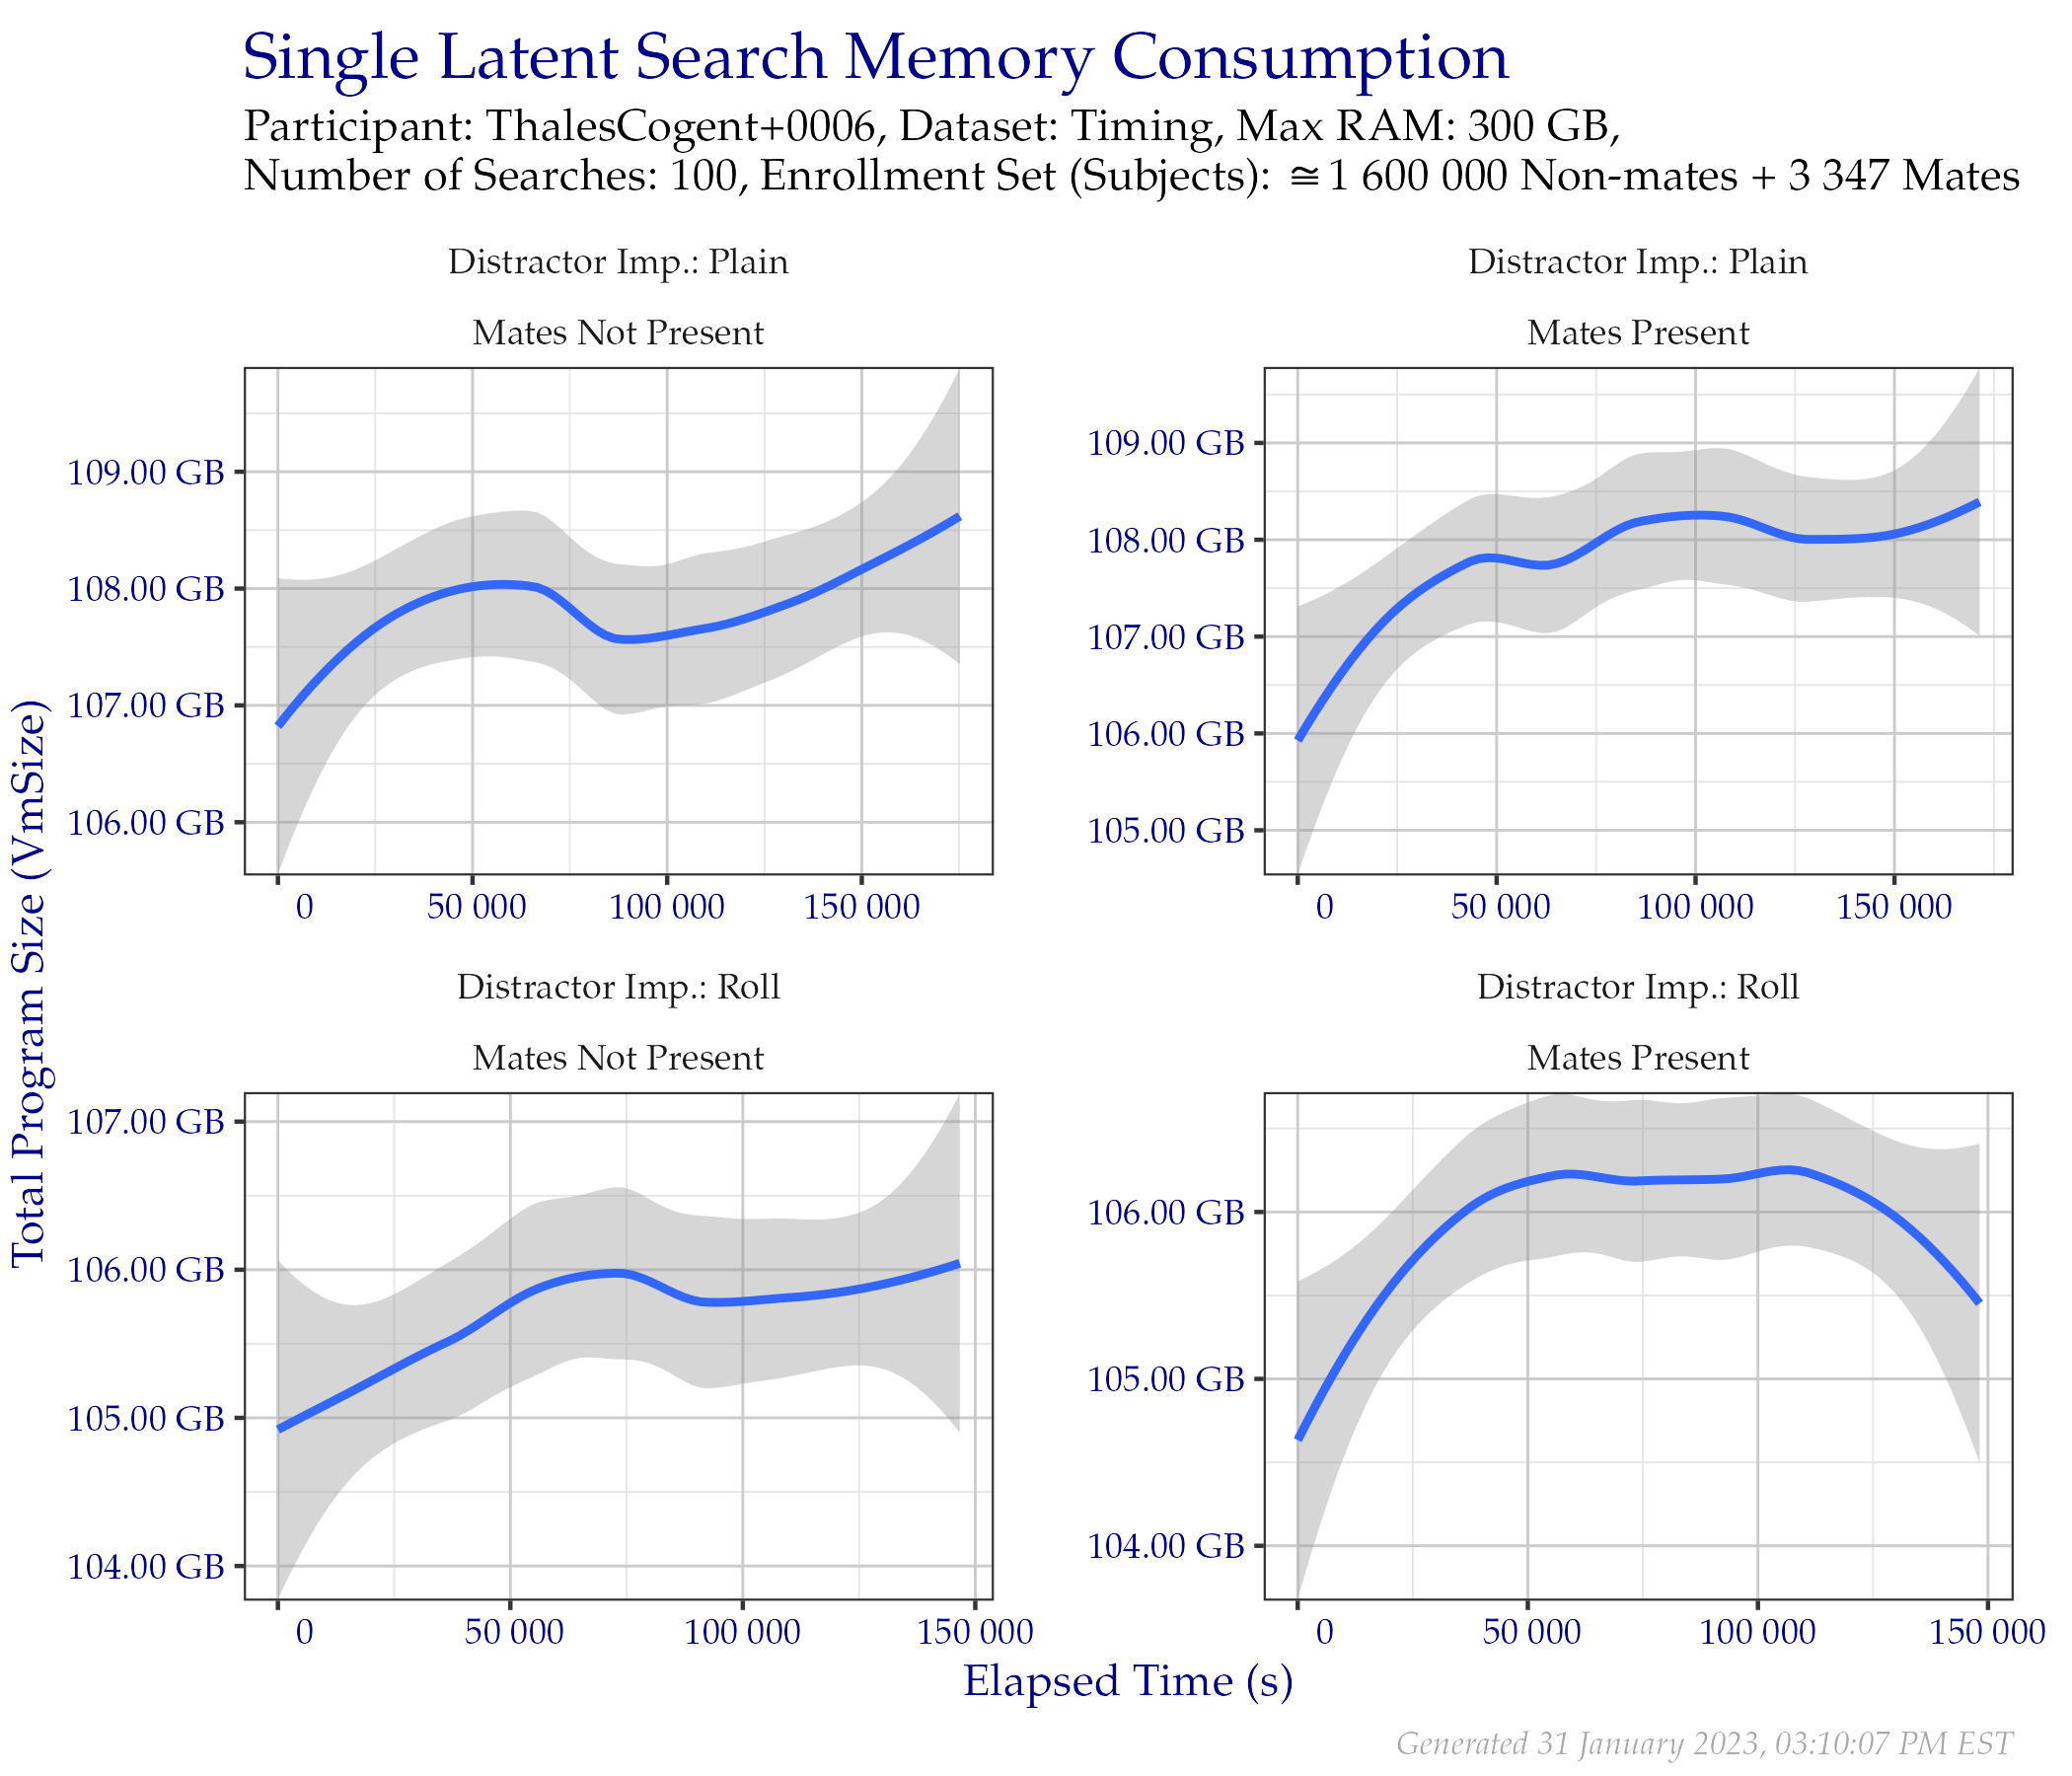 Single Latent Search Memory Consumption
Participant: ThalesCogent+0006, Dataset: Timing, Max RAM: 300 GB,
Number of Searches: 100, Enrollment Set (Subjects): ≅ 1 600 000 Non-mates + 3 347 Mates
Distractor Imp.: Plain
Mates Not Present
109.00 GB
108.00 GB
107.00 GB
106.00 GB
0
50 000
100 000
150 000
Distractor Imp.: Plain
Mates Present
109.00 GB
108.00 GB
107.00 GB
106.00 GB
105.00 GB
0
50 000
100 000
150 000
Total Program Size (VmSize)
Distractor Imp.: Roll
Mates Not Present
107.00 GB
106.00 GB
105.00 GB
104.00 GB
0
50 000
100 000
150 000
Distractor Imp.: Roll
Mates Present
106.00 GB
105.00 GB
104.00 GB
0
50 000
100 000
150 000
Elapsed Time (s)
Generated 31 January 2023, 03:10:07 PM EST